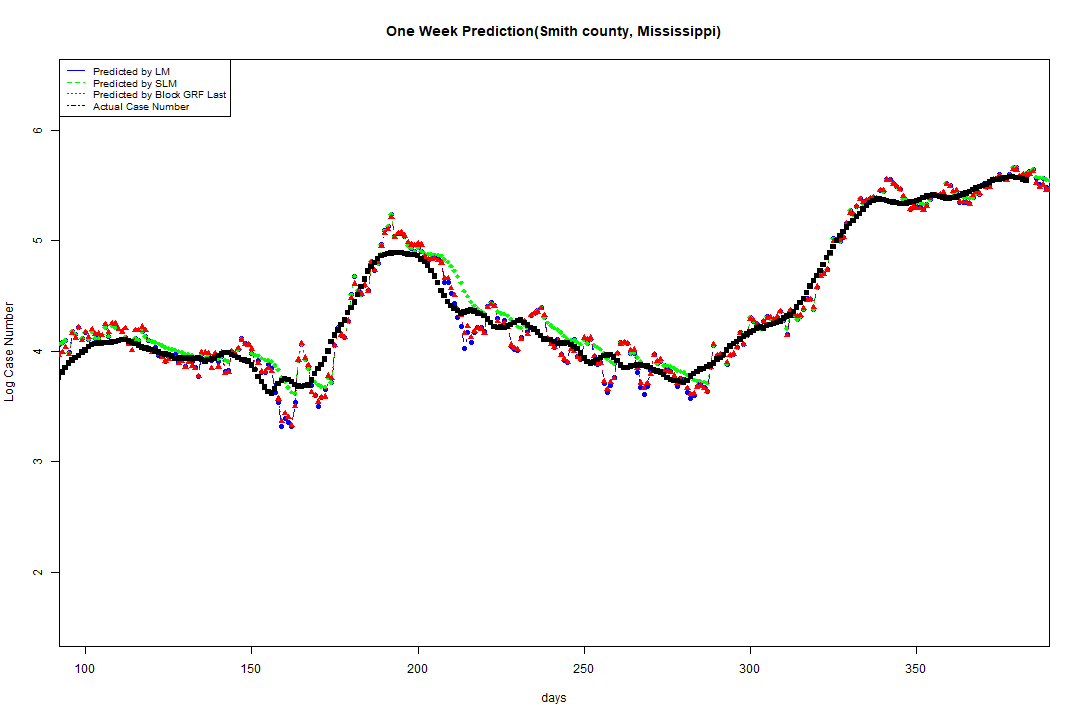 One Week Prediction(Smith county, Mississippi)
Predicted by LM
Predicted by SLM
Predicted by Block GRF Last
Actual Case Number
6
5
4
3
2
Log Case Number
100 150 200 250 300 350
days